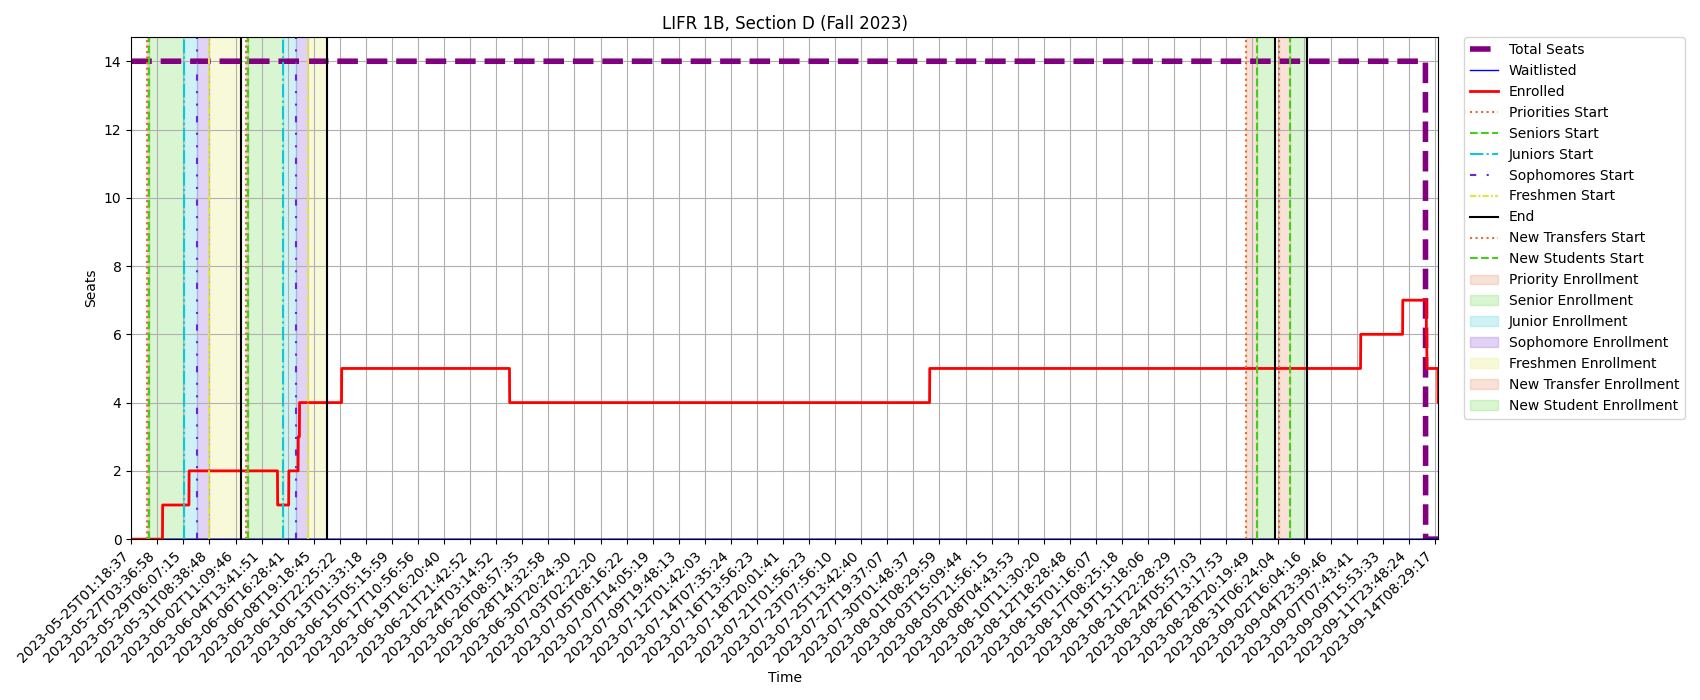 LIFR 1B, Section D (Fall 2023)
Seats
14
12
10
8
6
4
2
0
2023-05-25T01:18:37
2023-05-27T03:36:58
2023-05-29T06:07:15
2023-05-31T08:38:48
2023-06-02T11:09:46
2023-06-04T13:41:51
2023-06-06T16:28:41
2023-06-08T19:18:45
2023-06-10T22:25:22
2023-06-13T01:33:18
2023-06-15T05:15:59
2023-06-17T10:56:56
2023-06-19T16:20:40
2023-06-21T21:42:52
2023-06-24T03:14:52
2023-06-26T08:57:35
2023-06-28T14:32:58
2023-06-30T20:24:30
2023-07-03T02:22:20
2023-07-05T08:16:22
2023-07-07T14:05:19
2023-07-09T19:48:13
2023-07-12T01:42:03
2023-07-14T07:35:24
2023-07-16T13:56:23
2023-07-18T20:01:41
2023-07-21T01:56:23
2023-07-23T07:56:10
2023-07-25T13:42:40
2023-07-27T19:37:07
2023-07-30T01:48:37
2023-08-01T08:29:59
2023-08-03T15:09:44
2023-08-05T21:56:15
2023-08-08T04:43:53
2023-08-10T11:30:20
2023-08-12T18:28:48
2023-08-15T01:16:07
2023-08-17T08:25:18
2023-08-19T15:18:06
2023-08-21T22:28:29
2023-08-24T05:57:03
2023-08-26T13:17:53
2023-08-28T20:19:49
2023-08-31T06:24:04
2023-09-02T16:04:16
2023-09-04T23:39:46
2023-09-07T07:43:41
2023-09-09T15:53:33
2023-09-11T23:48:24
2023-09-14T08:29:17
Time
Total Seats
Waitlisted
Enrolled
Priorities Start
Seniors Start
Juniors Start
Sophomores Start
Freshmen Start
End
New Transfers Start
New Students Start
Priority Enrollment
Senior Enrollment
Junior Enrollment
Sophomore Enrollment
Freshmen Enrollment
New Transfer Enrollment
New Student Enrollment